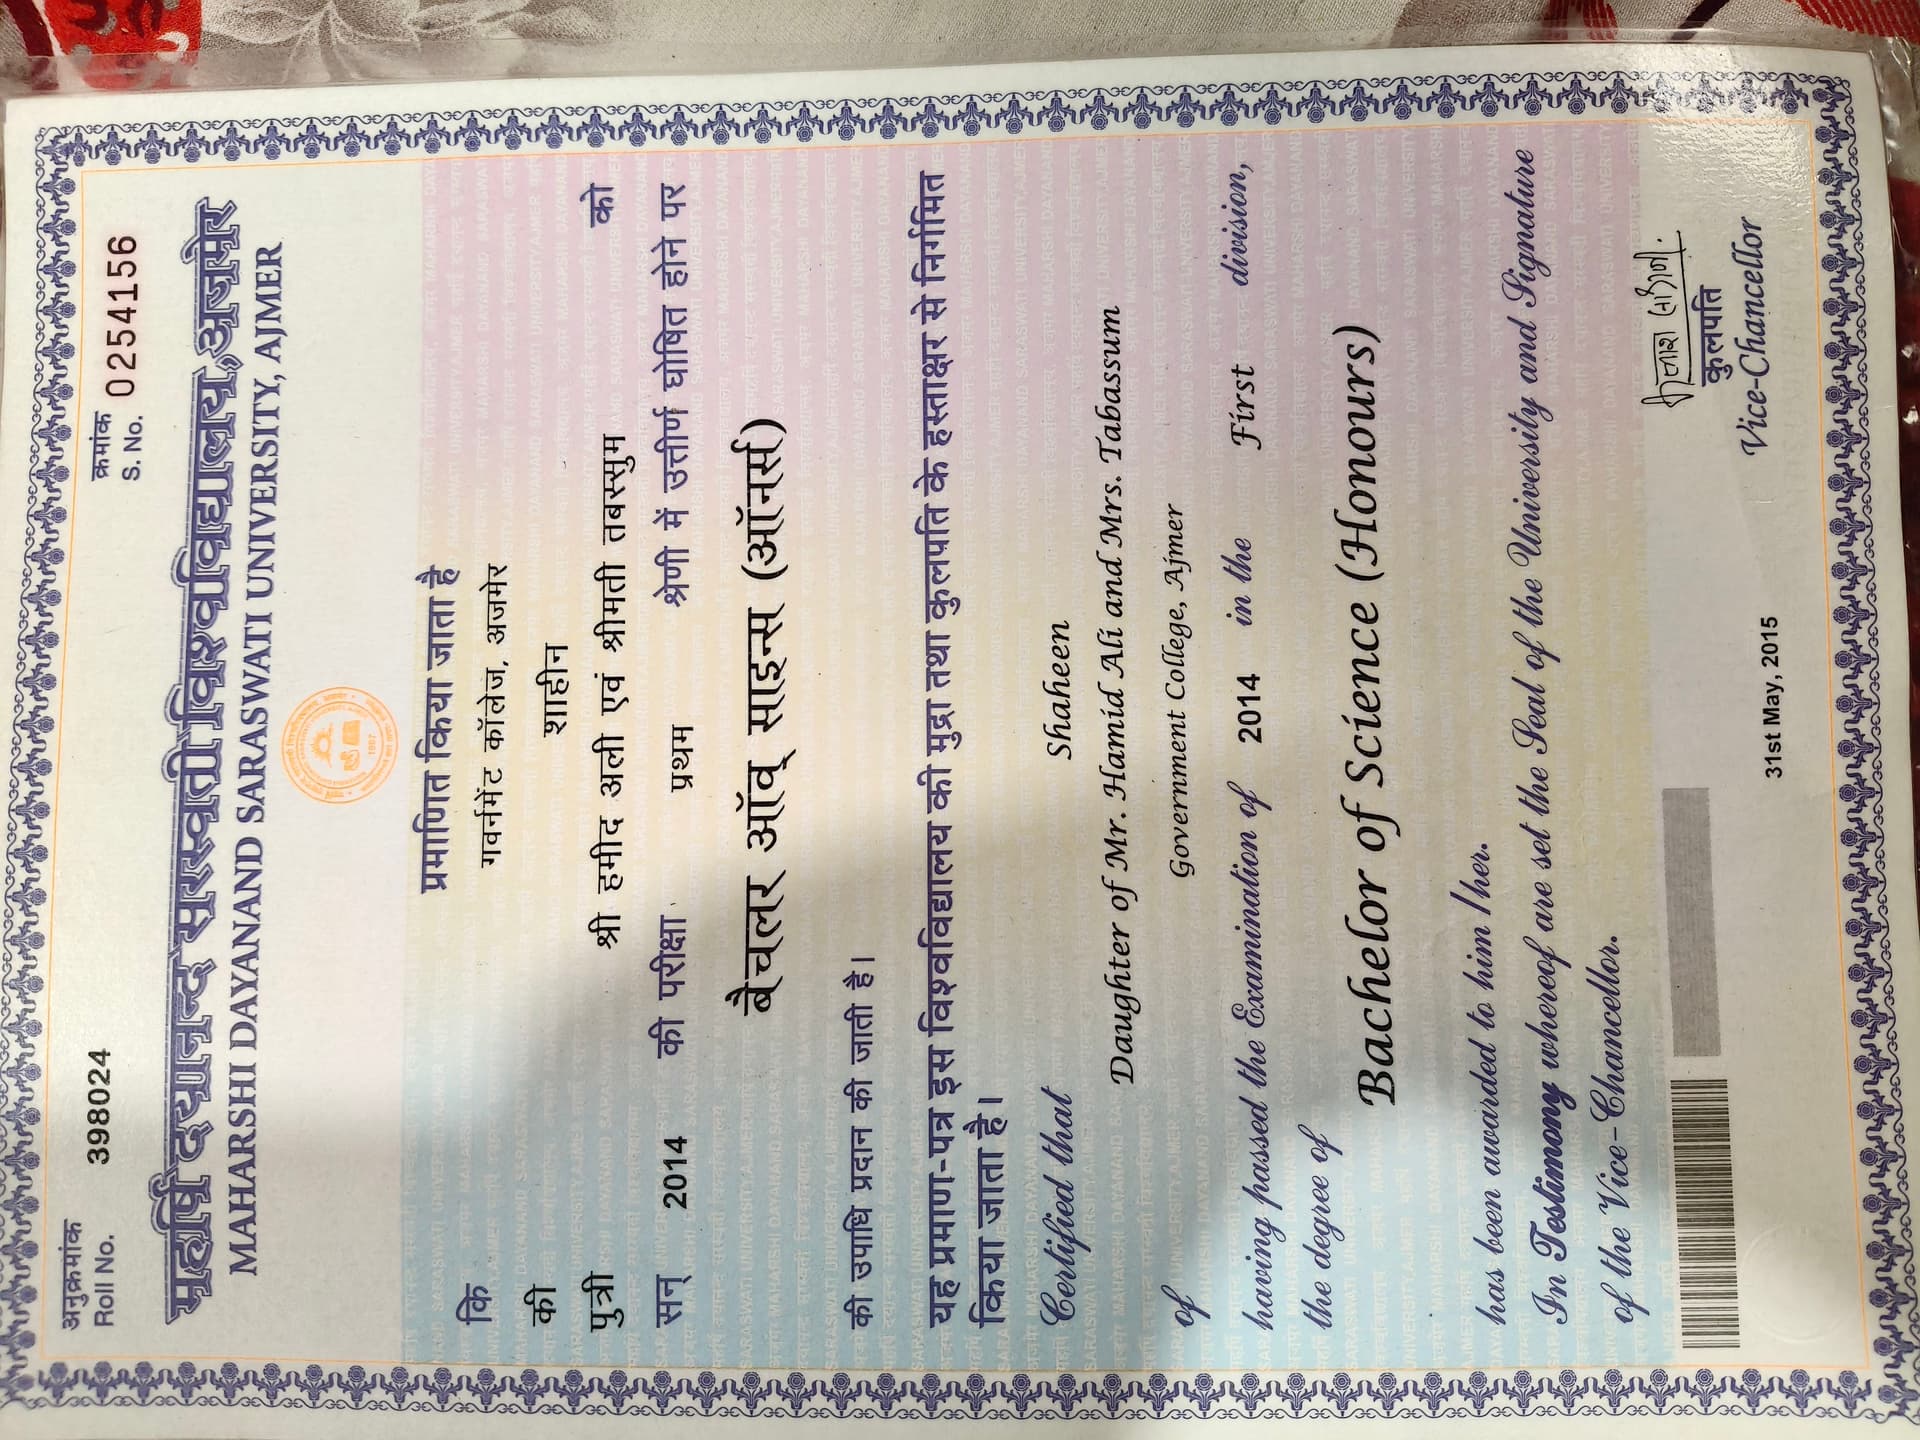 अनुक्रमांक
Roll No. 398024
क्रमांक
S. No. 0254156
महर्षि दयानन्द सरस्वती विश्वविद्यालय, अजमेर
MAHARSHI DAYANAND SARASWATI UNIVERSITY, AJMER
1987
प्रमाणित किया जाता है
कि गवर्नमेंट कॉलेज, अजमेर
की शाहीन
पुत्री श्री हमीद अली एवं श्रीमती तबस्सुम को
सन् 2014 की परीक्षा प्रथम श्रेणी में उत्तीर्ण घोषित होने पर
बैचलर ऑव् साइन्स (ऑनर्स)
की उपाधि प्रदान की जाती है।
यह प्रमाण-पत्र इस विश्वविद्यालय की मुद्रा तथा कुलपति के हस्ताक्षर से निर्गमित
किया जाता है।
Certified that Shaheen
Daughter of Mr. Hamid Ali and Mrs. Tabassum
of Government College, Ajmer
having passed the Examination of 2014 in the First division,
the degree of
Bachelor of Science (Honours)
has been awarded to him/her.
In Testimony whereof are set the Seal of the University and Signature
of the Vice-Chancellor.
कुलपति
Vice-Chancellor
31st May, 2015